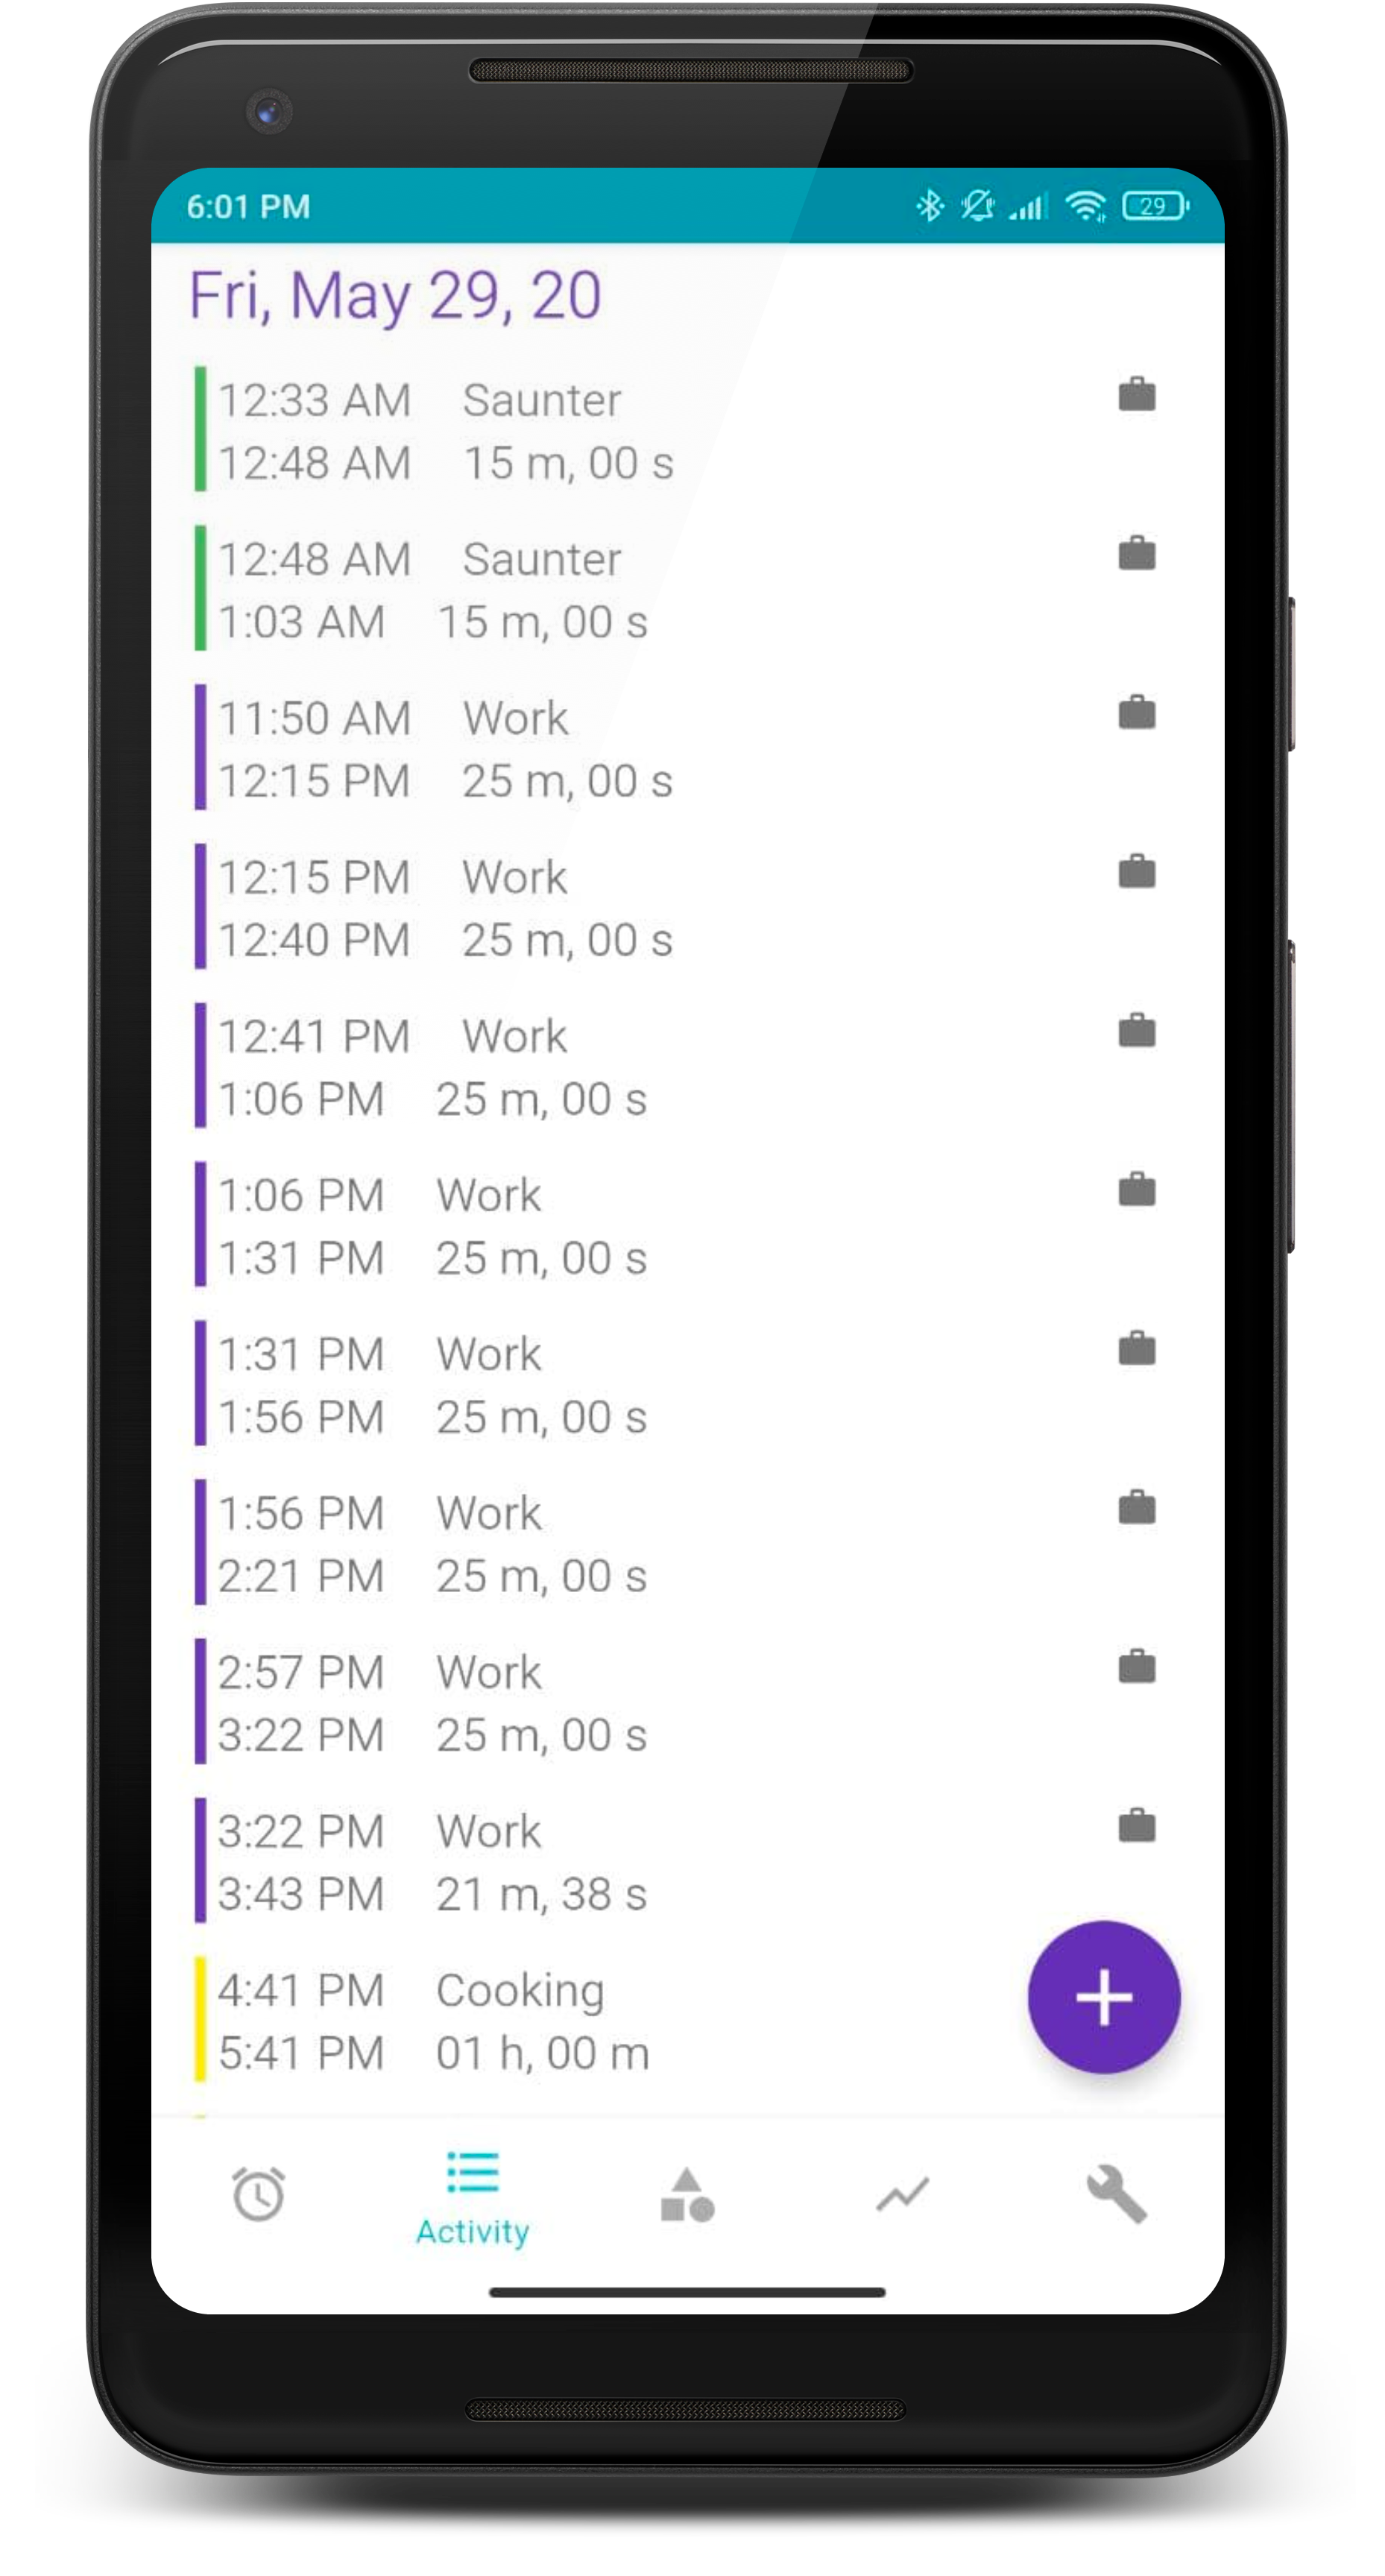 6:01 PM 29
Fri, May 29, 20
12:33 AM Saunter
12:48 AM 15 m, 00 s
12:48 AM Saunter
1:03 AM 15 m, 00 s
11:50 AM Work
12:15 PM 25 m, 00 s
12:15 PM Work
12:40 PM 25 m, 00 s
12:41 PM Work
1:06 PM 25 m, 00 s
1:06 PM Work
1:31 PM 25 m, 00 s
1:31 PM Work
1:56 PM 25 m, 00 s
1:56 PM Work
2:21 PM 25 m, 00 s
2:57 PM Work
3:22 PM 25 m, 00 s
3:22 PM Work
3:43 PM 21 m, 38 s
4:41 PM Cooking
5:41 PM 01 h, 00 m
Activity